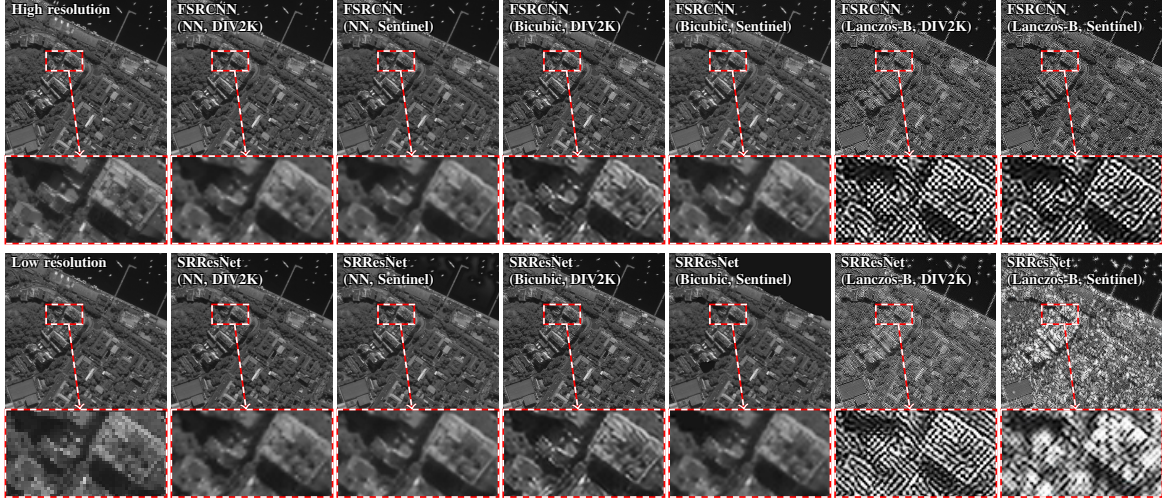 High resolution
FSRCNN
(NN, DIV2K)
FSRCNN
(NN, Sentinel)
FSRCNN
(Bicubic, DIV2K)
FSRCNN
(Bicubic, Sentinel)
FSRCNN
(Lanczos-B, DIV2K)
FSRCNN
(Lanczos-B, Sentinel)
Low resolution
SRResNet
(NN, DIV2K)
SRResNet
(NN, Sentinel)
SRResNet
(Bicubic, DIV2K)
SRResNet
(Bicubic, Sentinel)
SRResNet
(Lanczos-B, DIV2K)
SRResNet
(Lanczos-B, Sentinel)